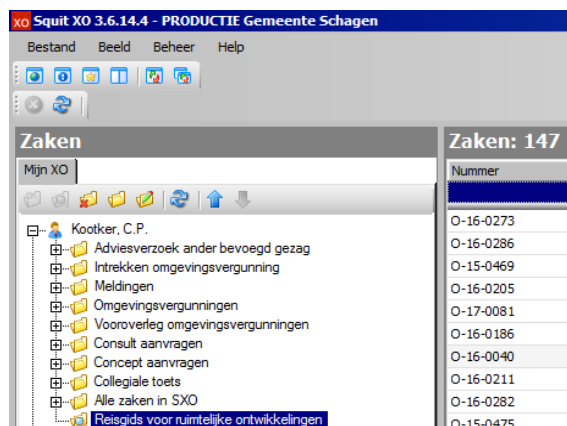 xo Squit XO 3.6.14.4 - PRODUCTIE Gemeente Schagen
Bestand Beeld Beheer Help
Zaken
Zaken: 147
Mijn XO
Nummer
Kootker, C.P.
Adviesverzoek ander bevoegd gezag
Intrekken omgevingsvergunning
Meldingen
Omgevingsvergunningen
Vooroverleg omgevingsvergunningen
Consult aanvragen
Concept aanvragen
Collegiale toets
Alle zaken in SXO
Reisgids voor ruimtelijke ontwikkelingen
O-16-0273
O-16-0286
O-15-0469
O-16-0205
O-17-0081
O-16-0186
O-16-0040
O-16-0211
O-16-0282
O-15-0475